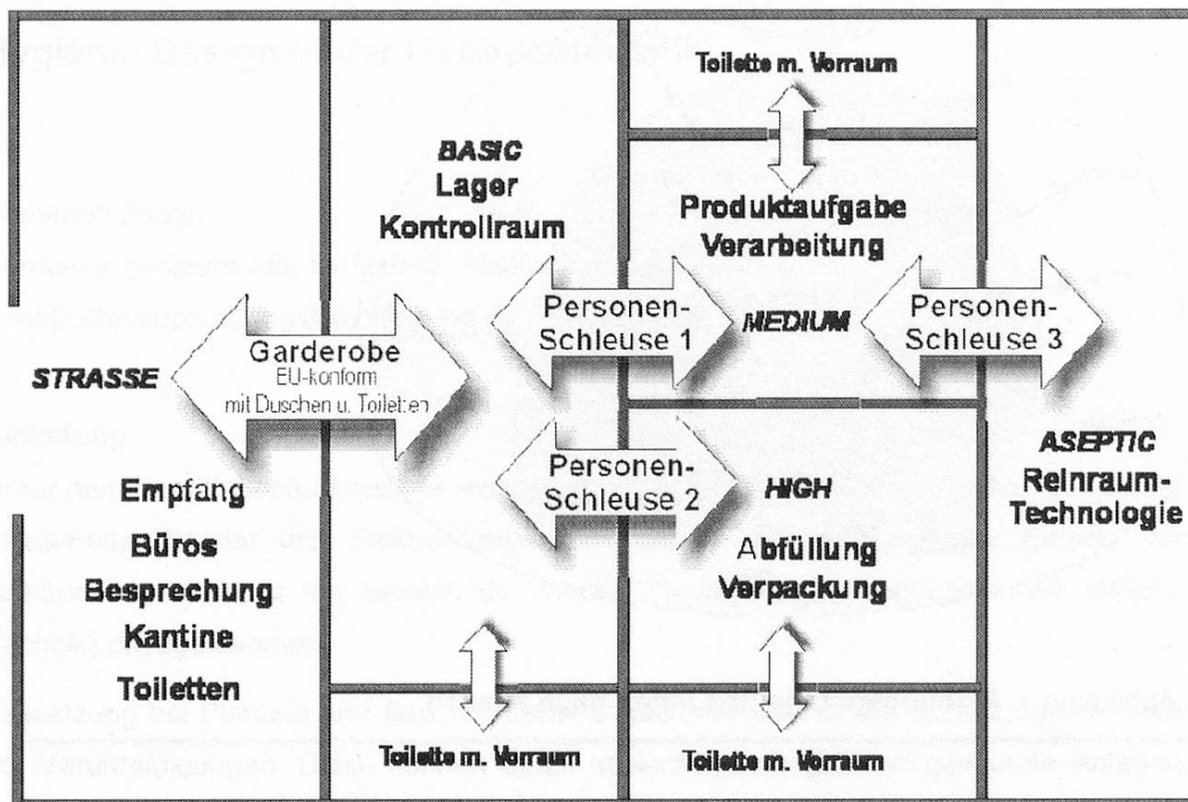 Toilette m. Vorraum
BASIC
Lager
Kontrollraum
Produktaufgabe
Verarbeitung
Personen-
Schleuse 1
MEDIUM
Personen-
Schleuse 3
STRASSE
Garderobe
EU-konform
mit Duschen u. Toiletten
Personen-
Schleuse 2
HIGH
ASEPTIC
Reinraum-
Technologie
Empfang
Büros
Besprechung
Kantine
Toiletten
Abfüllung
Verpackung
Toilette m. Vorraum
Toilette m. Vorraum